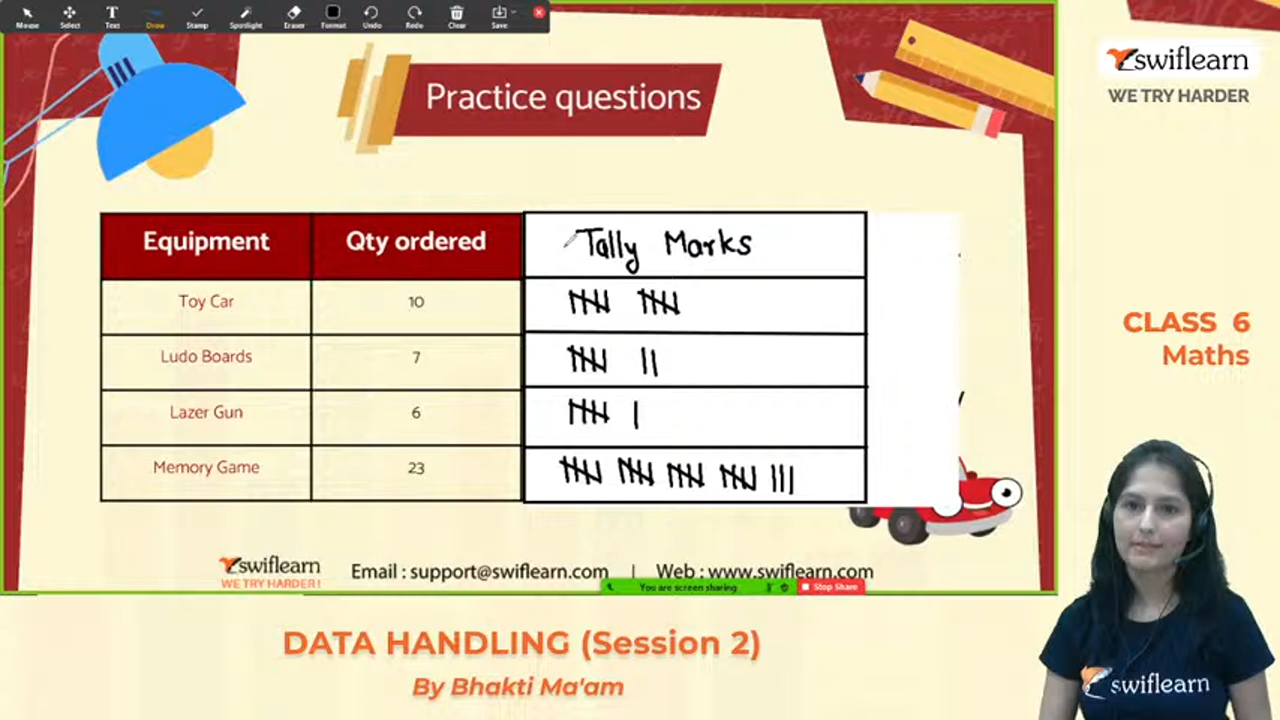 Mouse Select Text Draw Stamp Spotlight Eraser Format Undo Redo Clear Save
swiflearn
WE TRY HARDER
Practice questions
Equipment Qty ordered Tally Marks
Toy Car 10
Ludo Boards 7
Lazer Gun 6
Memory Game 23
CLASS 6
Maths
swiflearn
WE TRY HARDER!
Email : support@swiflearn.com | Web : www.swiflearn.com
You are screen sharing Stop Share
DATA HANDLING (Session 2)
By Bhakti Ma'am
swiflearn